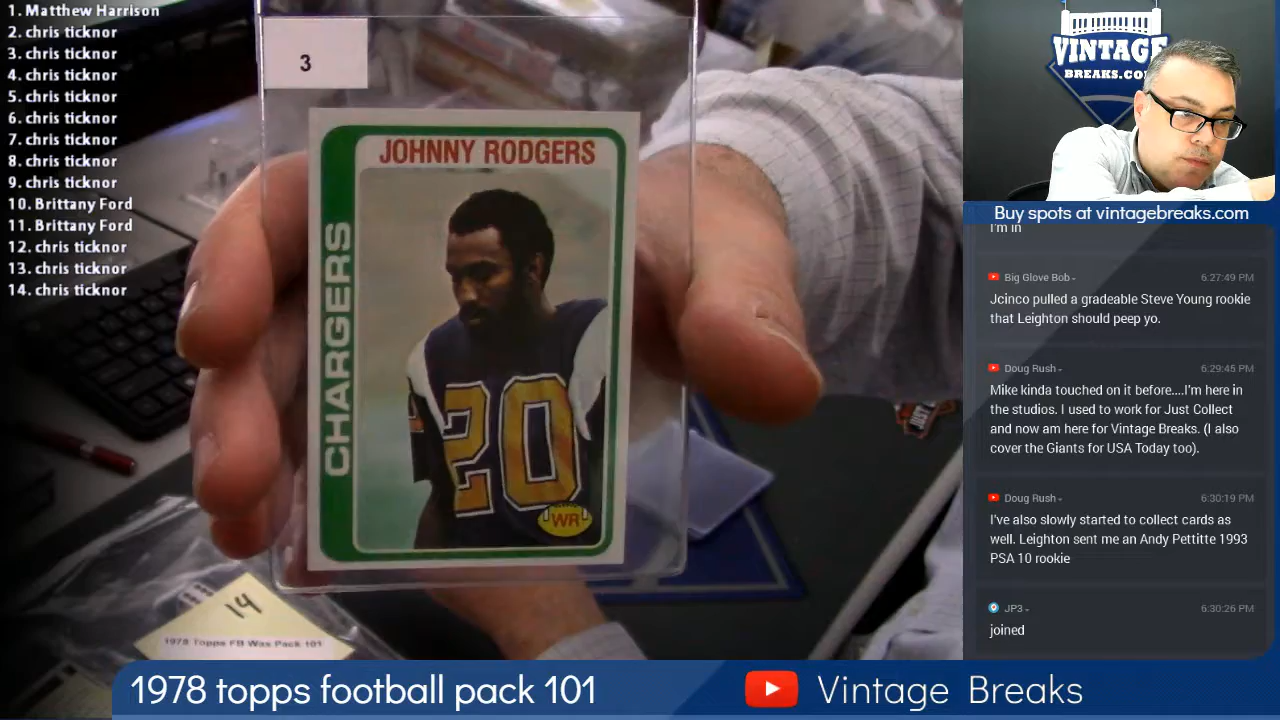 1. Matthew Harrison
2. chris ticknor
3. chris ticknor
4. chris ticknor
5. chris ticknor
6. chris ticknor
7. chris ticknor
8. chris ticknor
9. chris ticknor
10. Brittany Ford
11. Brittany Ford
12. chris ticknor
13. chris ticknor
14. chris ticknor
3
JOHNNY RODGERS
CHARGERS
20
WR
14
1978 Topps FB Wax Pack 101
VINTAGE
BREAKS.CO
Buy spots at vintagebreaks.com
I'm in
Big Glove Bob 6:27:49 PM
Jcinco pulled a gradeable Steve Young rookie
that Leighton should peep yo.
Doug Rush 6:29:45 PM
Mike kinda touched on it before....I'm here in
the studios. I used to work for Just Collect
and now am here for Vintage Breaks. (I also
cover the Giants for USA Today too).
Doug Rush 6:30:19 PM
I've also slowly started to collect cards as
well. Leighton sent me an Andy Pettitte 1993
PSA 10 rookie
JP3 6:30:26 PM
joined
1978 topps football pack 101
Vintage Breaks